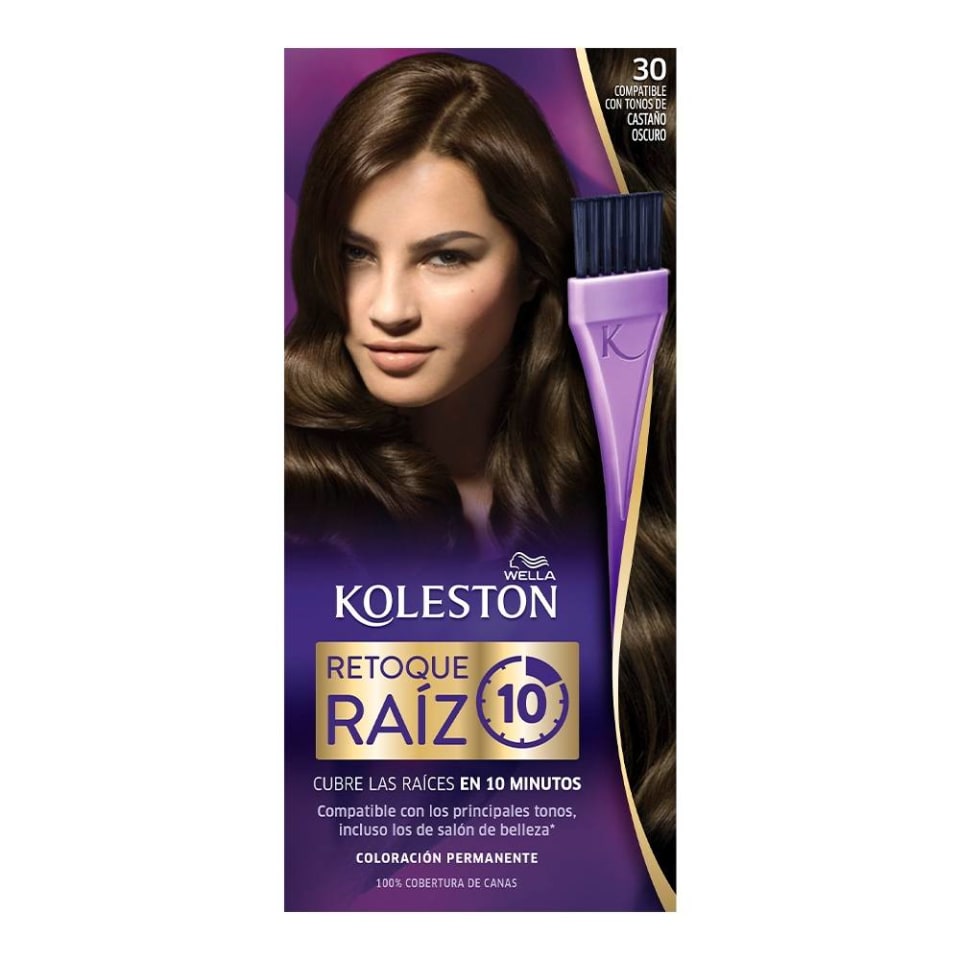 30
COMPATIBLE
CON TONOS DE
CASTAÑO
OSCURO
K
WELLA
KOLESTON
RETOQUE
RAÍZ
10
CUBRE LAS RAÍCES EN 10 MINUTOS
Compatible con los principales tonos,
incluso los de salón de belleza*
COLORACIÓN PERMANENTE
100% COBERTURA DE CANAS